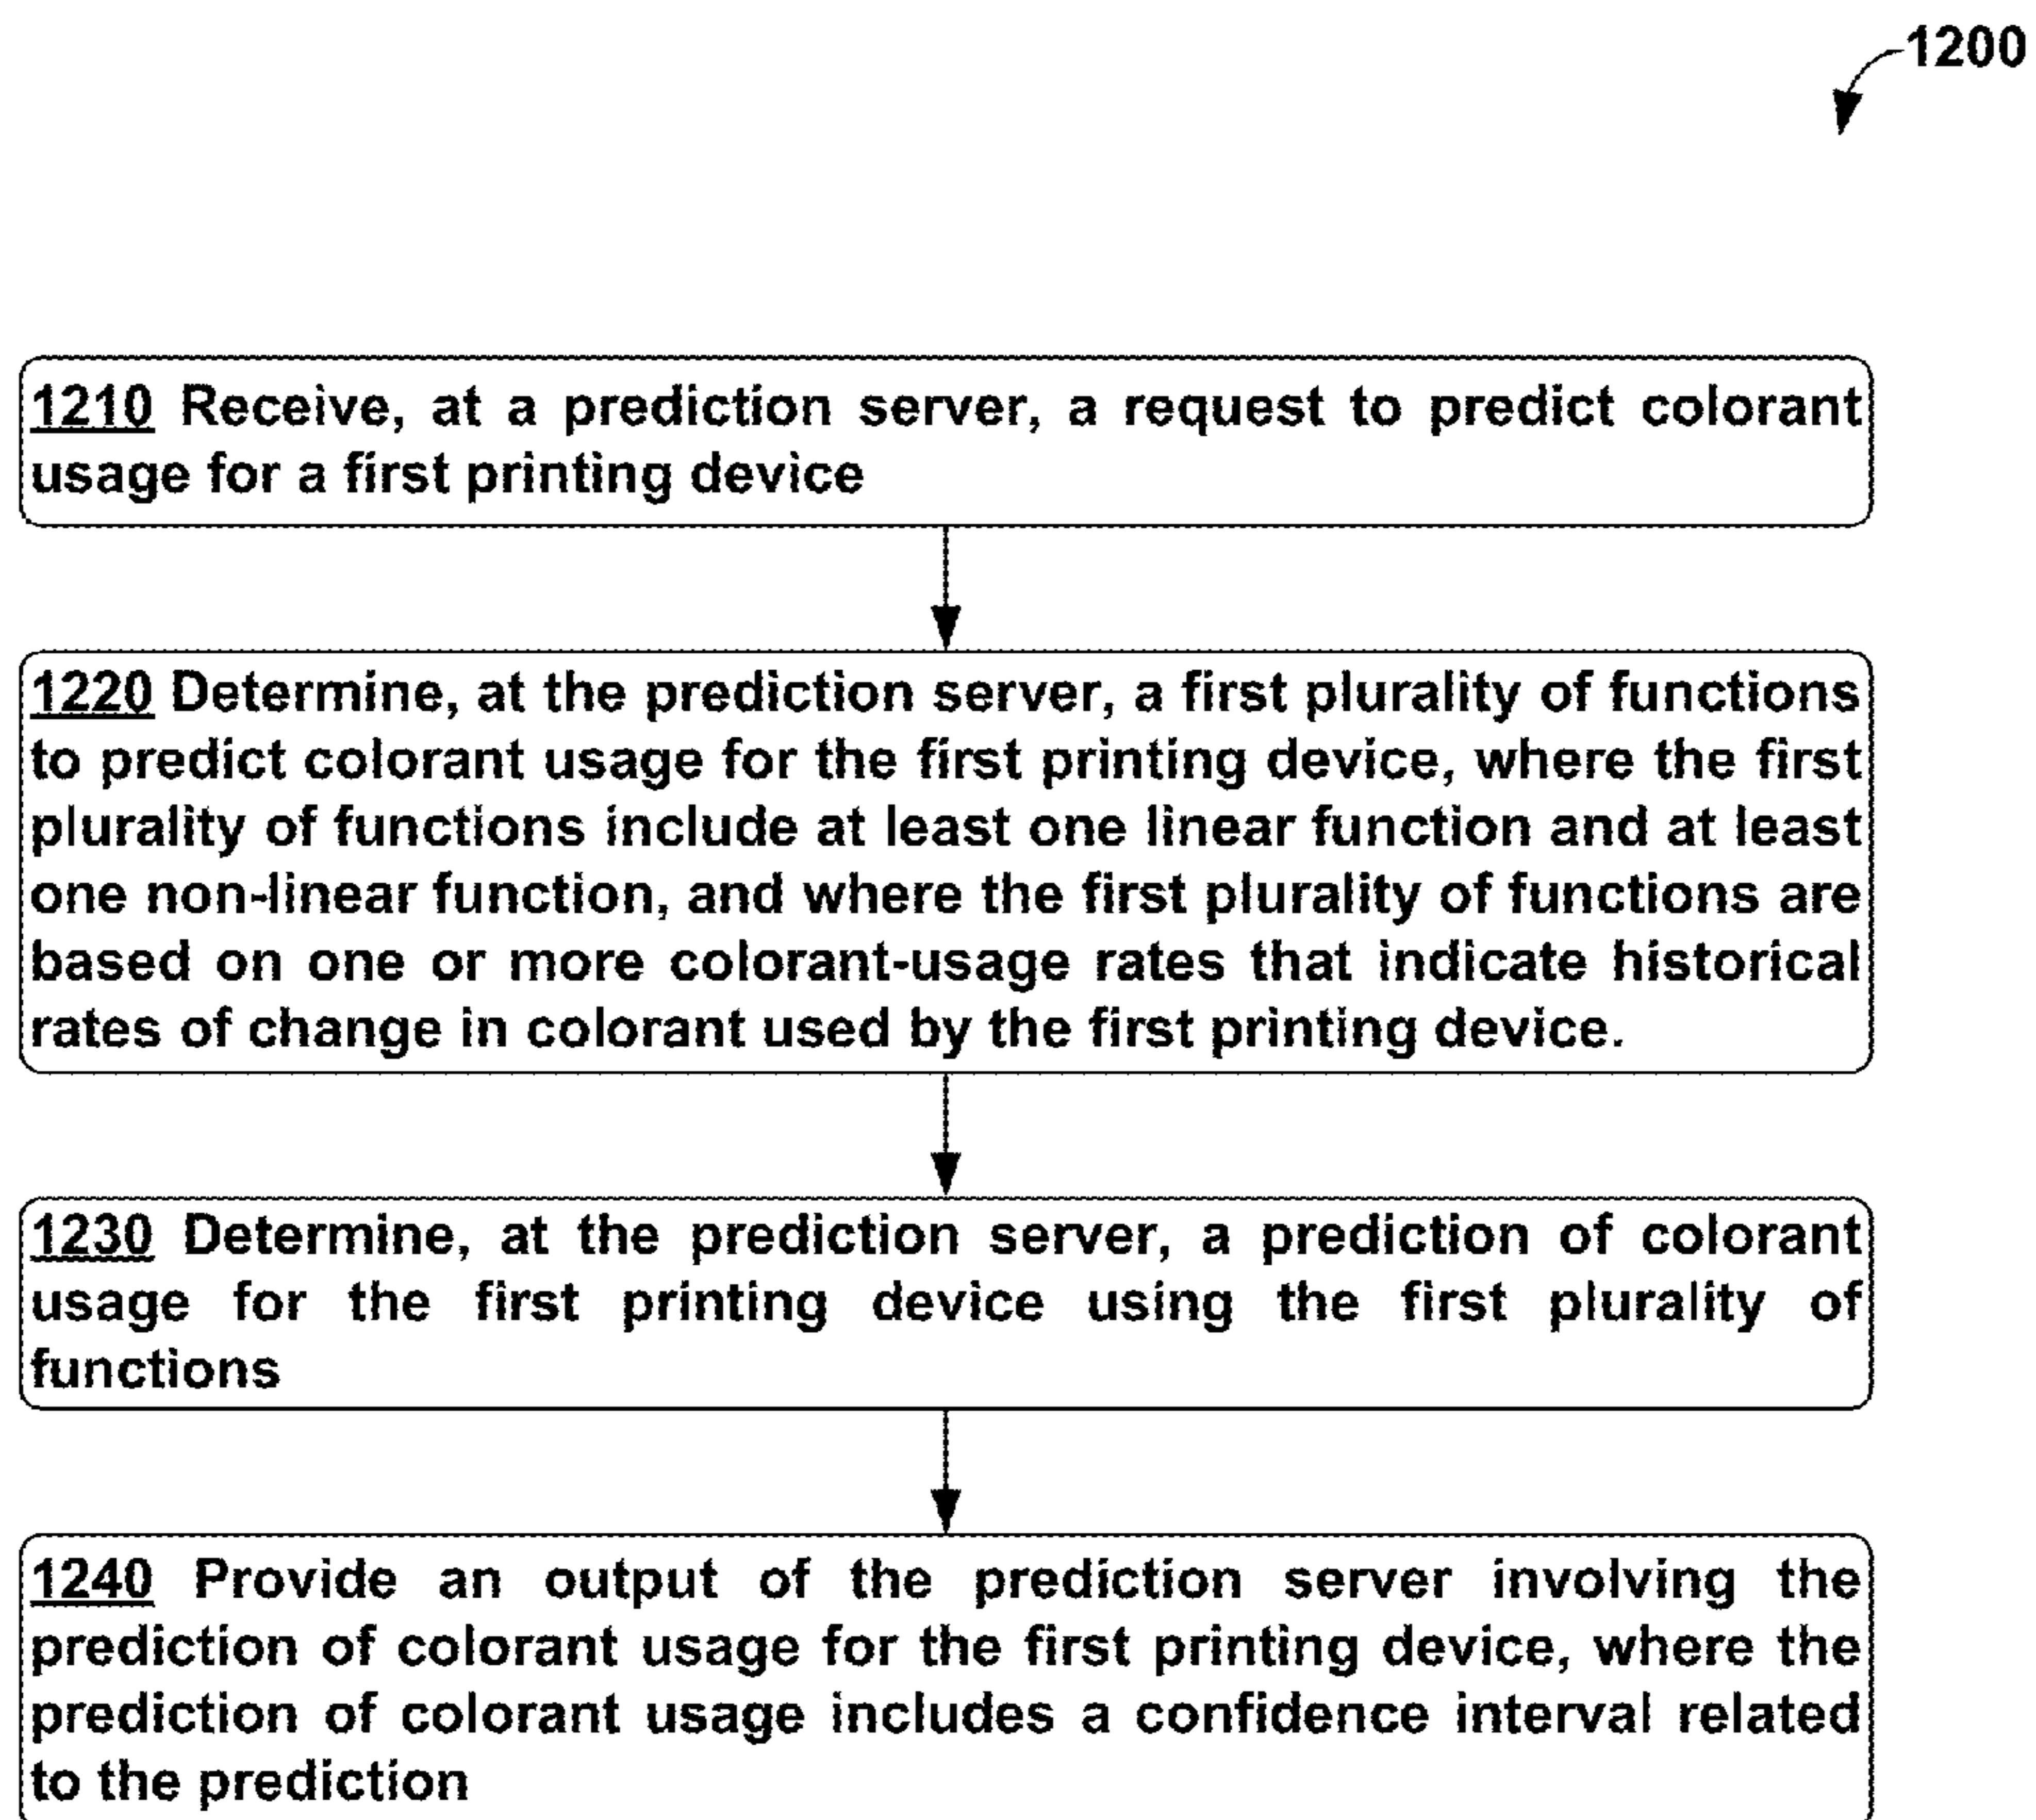 1200
1210 Receive, at a prediction server, a request to predict colorant
usage for a first printing device
1220 Determine, at the prediction server, a first plurality of functions
to predict colorant usage for the first printing device, where the first
plurality of functions include at least one linear function and at least
one non-linear function, and where the first plurality of functions are
based on one or more colorant-usage rates that indicate historical
rates of change in colorant used by the first printing device.
1230 Determine, at the prediction server, a prediction of colorant
usage for the first printing device using the first plurality of
functions
1240 Provide an output of the prediction server involving the
prediction of colorant usage for the first printing device, where the
prediction of colorant usage includes a confidence interval related
to the prediction